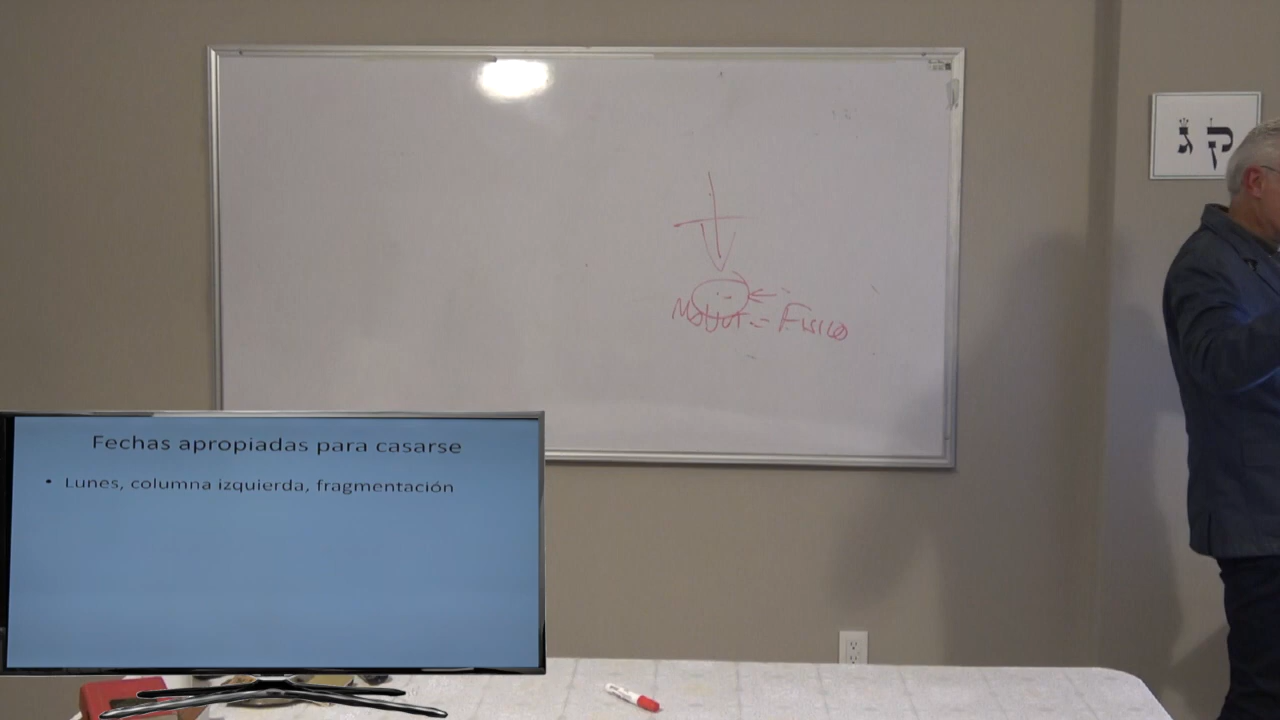 ג ק
Físico
Fechas apropiadas para casarse
• Lunes, columna izquierda, fragmentación